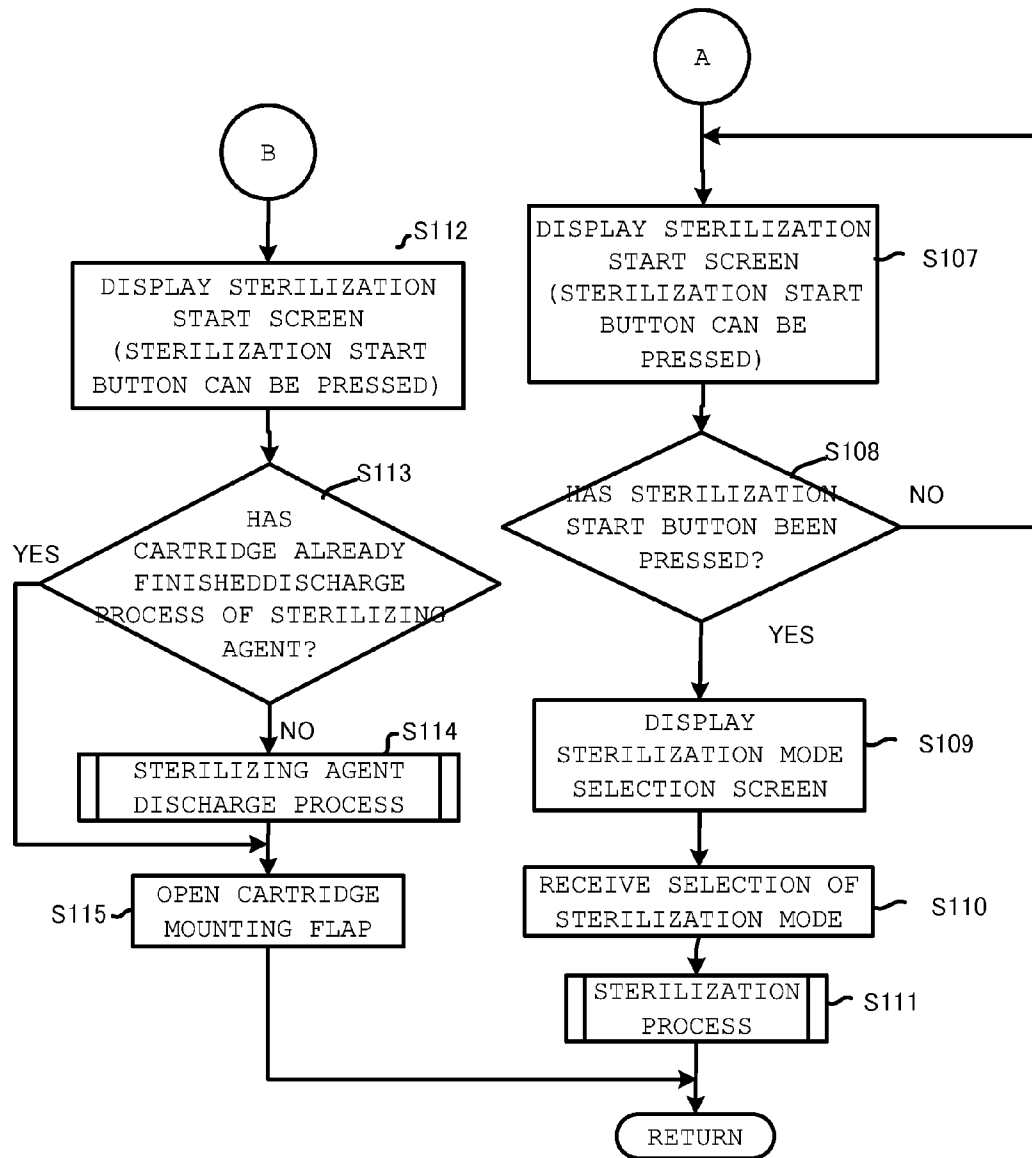 B
S112
DISPLAY STERILIZATION
START SCREEN
(STERILIZATION START
BUTTON CAN BE PRESSED)
S113
HAS
CARTRIDGE ALREADY
FINISHEDDISCHARGE
PROCESS OF STERILIZING
AGENT?
YES
NO
S114
STERILIZING AGENT
DISCHARGE PROCESS
S115
OPEN CARTRIDGE
MOUNTING FLAP
A
DISPLAY STERILIZATION
START SCREEN
(STERILIZATION START
BUTTON CAN BE
PRESSED)
S107
S108
HAS STERILIZATION
START BUTTON BEEN
PRESSED?
NO
YES
DISPLAY
STERILIZATION MODE
SELECTION SCREEN
S109
RECEIVE SELECTION OF
STERILIZATION MODE
S110
STERILIZATION
PROCESS
S111
RETURN